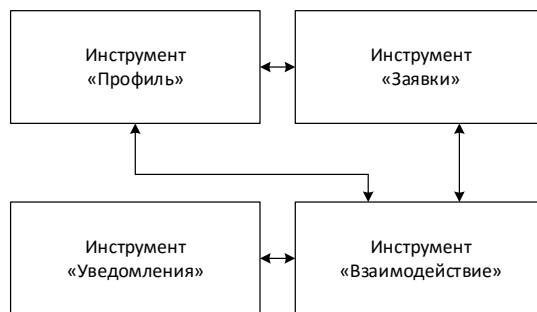 Инструмент
«Профиль»
Инструмент
«Заявки»
Инструмент
«Уведомления»
Инструмент
«Взаимодействие»